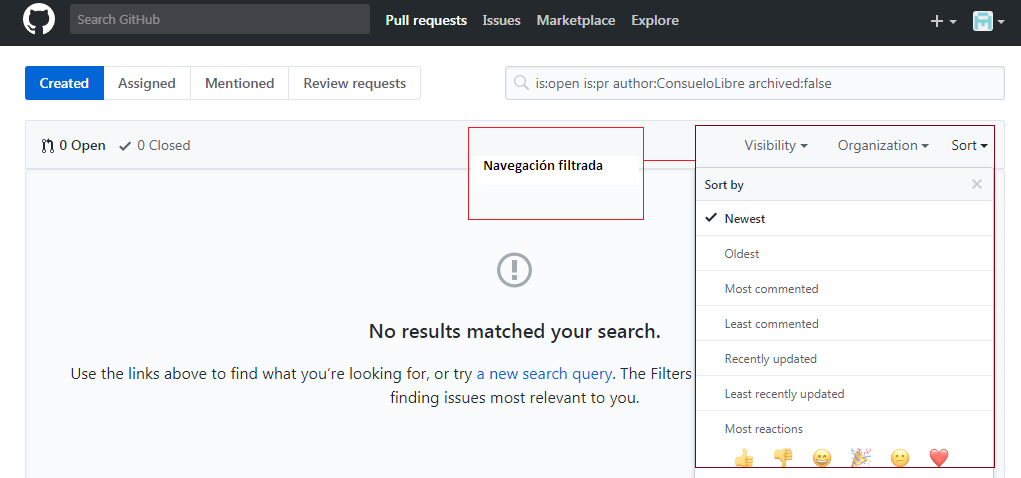 Search GitHub Pull requests Issues Marketplace Explore
Created Assigned Mentioned Review requests is:open is:pr author:ConsueloLibre archived:false
0 Open 0 Closed Visibility Organization Sort
Navegación filtrada
Sort by
Newest
Oldest
Most commented
Least commented
Recently updated
Least recently updated
Most reactions
No results matched your search.
Use the links above to find what you're looking for, or try a new search query. The Filters
finding issues most relevant to you.